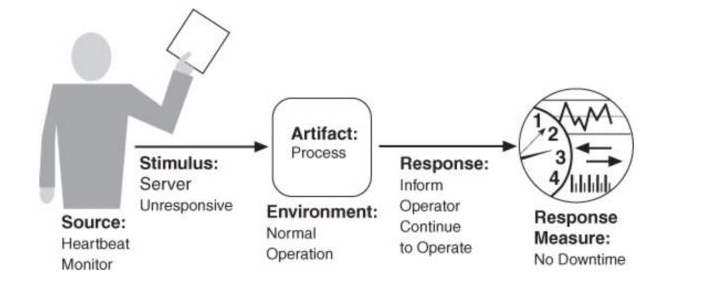 Source:
Heartbeat
Monitor
Stimulus:
Server
Unresponsive
Artifact:
Process
Environment:
Normal
Operation
Response:
Inform
Operator
Continue
to Operate
1
2
3
4
Response
Measure:
No Downtime